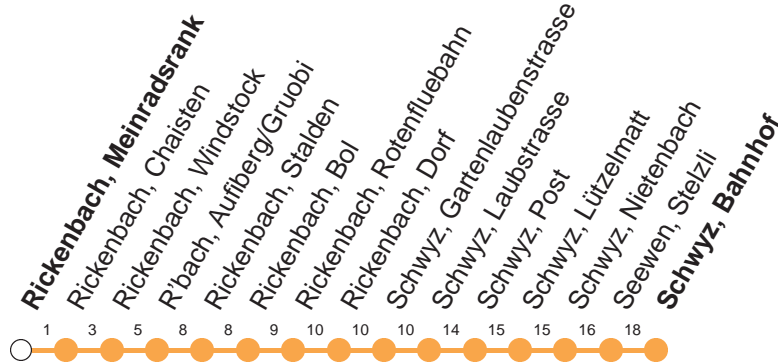 Rickenbach, Meinradsrank
Rickenbach, Chaisten
Rickenbach, Windstock
R'bach, Aufiberg/Gruobi
Rickenbach, Stalden
Rickenbach, Bol
Rickenbach, Rotenfluebahn
Rickenbach, Dorf
Schwyz, Gartenlaubenstrasse
Schwyz, Laubstrasse
Schwyz, Post
Schwyz, Lützelmatt
Schwyz, Nietenbach
Seewen, Stelzli
Schwyz, Bahnhof
1 3 5 8 8 9 10 10 10 14 15 15 16 18